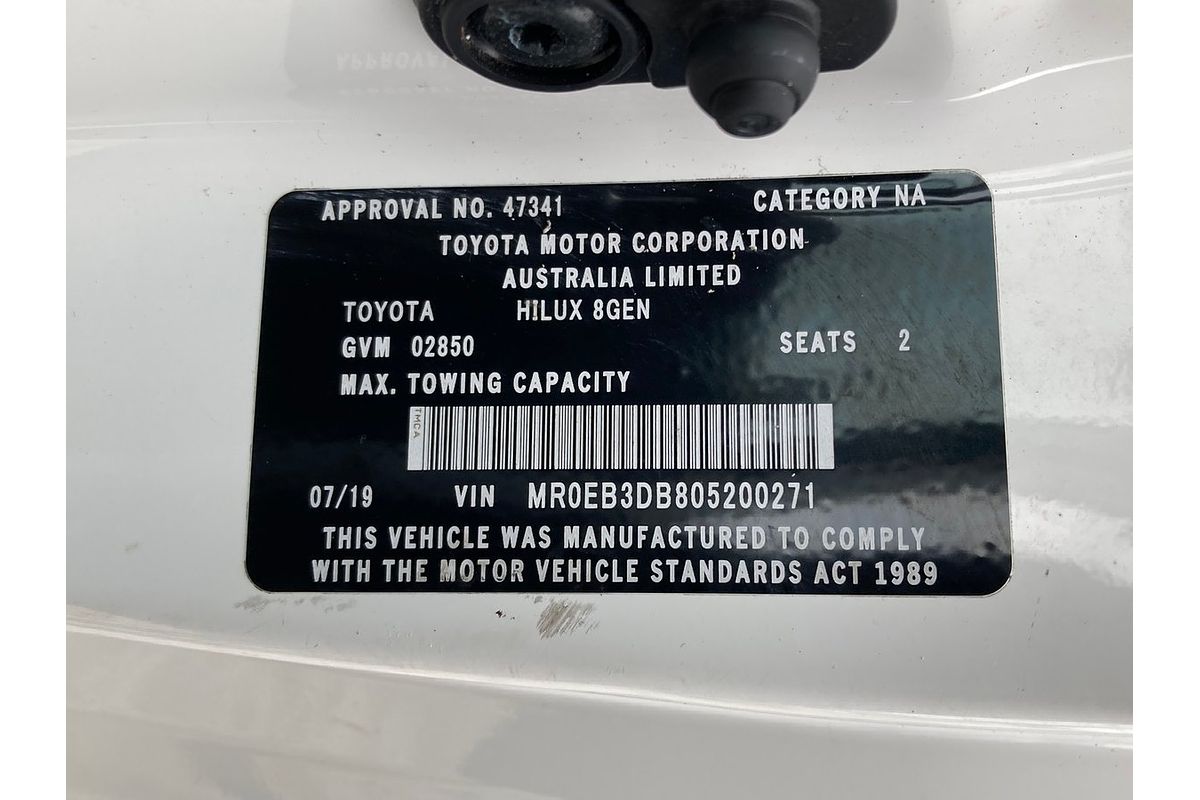 APPROVAL NO. 47341 CATEGORY NA
TOYOTA MOTOR CORPORATION
AUSTRALIA LIMITED
TOYOTA HILUX 8GEN
GVM 02850 SEATS 2
MAX. TOWING CAPACITY
TMCA
07/19 VIN MR0EB3DB805200271
THIS VEHICLE WAS MANUFACTURED TO COMPLY
WITH THE MOTOR VEHICLE STANDARDS ACT 1989